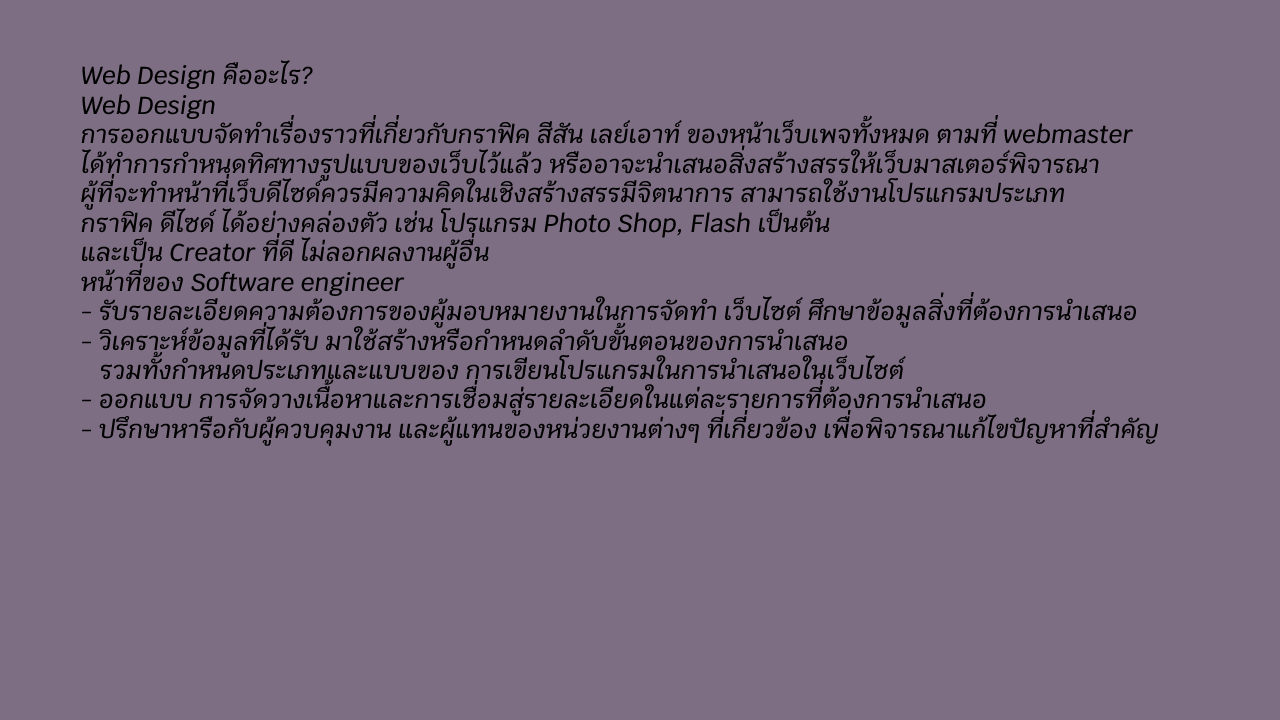 Web Design คืออะไร?
Web Design
การออกแบบจัดทำเรื่องราวที่เกี่ยวกับกราฟิค สีสัน เลย์เอาท์ ของหน้าเว็บเพจทั้งหมด ตามที่ webmaster
ได้ทำการกำหนดทิศทางรูปแบบของเว็บไว้แล้ว หรืออาจะนำเสนอสิ่งสร้างสรรให้เว็บมาสเตอร์พิจารณา
ผู้ที่จะทำหน้าที่เว็บดีไซด์ควรมีความคิดในเชิงสร้างสรรมีจิตนาการ สามารถใช้งานโปรแกรมประเภท
กราฟิค ดีไซด์ ได้อย่างคล่องตัว เช่น โปรแกรม Photo Shop, Flash เป็นต้น
และเป็น Creator ที่ดี ไม่ลอกผลงานผู้อื่น
หน้าที่ของ Software engineer
– รับรายละเอียดความต้องการของผู้มอบหมายงานในการจัดทำ เว็บไซต์ ศึกษาข้อมูลสิ่งที่ต้องการนำเสนอ
– วิเคราะห์ข้อมูลที่ได้รับ มาใช้สร้างหรือกำหนดลำดับขั้นตอนของการนำเสนอ
รวมทั้งกำหนดประเภทและแบบของ การเขียนโปรแกรมในการนำเสนอในเว็บไซต์
– ออกแบบ การจัดวางเนื้อหาและการเชื่อมสู่รายละเอียดในแต่ละรายการที่ต้องการนำเสนอ
– ปรึกษาหารือกับผู้ควบคุมงาน และผู้แทนของหน่วยงานต่างๆ ที่เกี่ยวข้อง เพื่อพิจารณาแก้ไขปัญหาที่สำคัญ